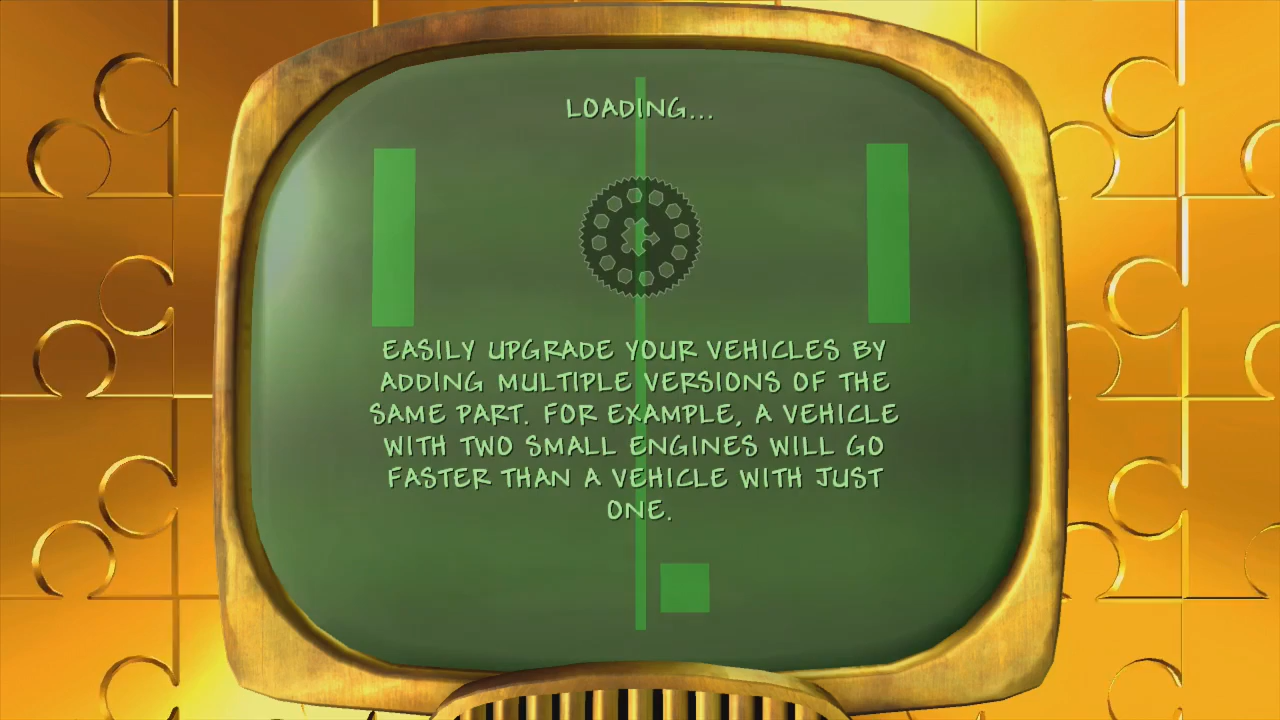 LOADING...
EASILY UPGRADE YOUR VEHICLES BY
ADDING MULTIPLE VERSIONS OF THE
SAME PART. FOR EXAMPLE, A VEHICLE
WITH TWO SMALL ENGINES WILL GO
FASTER THAN A VEHICLE WITH JUST
ONE.